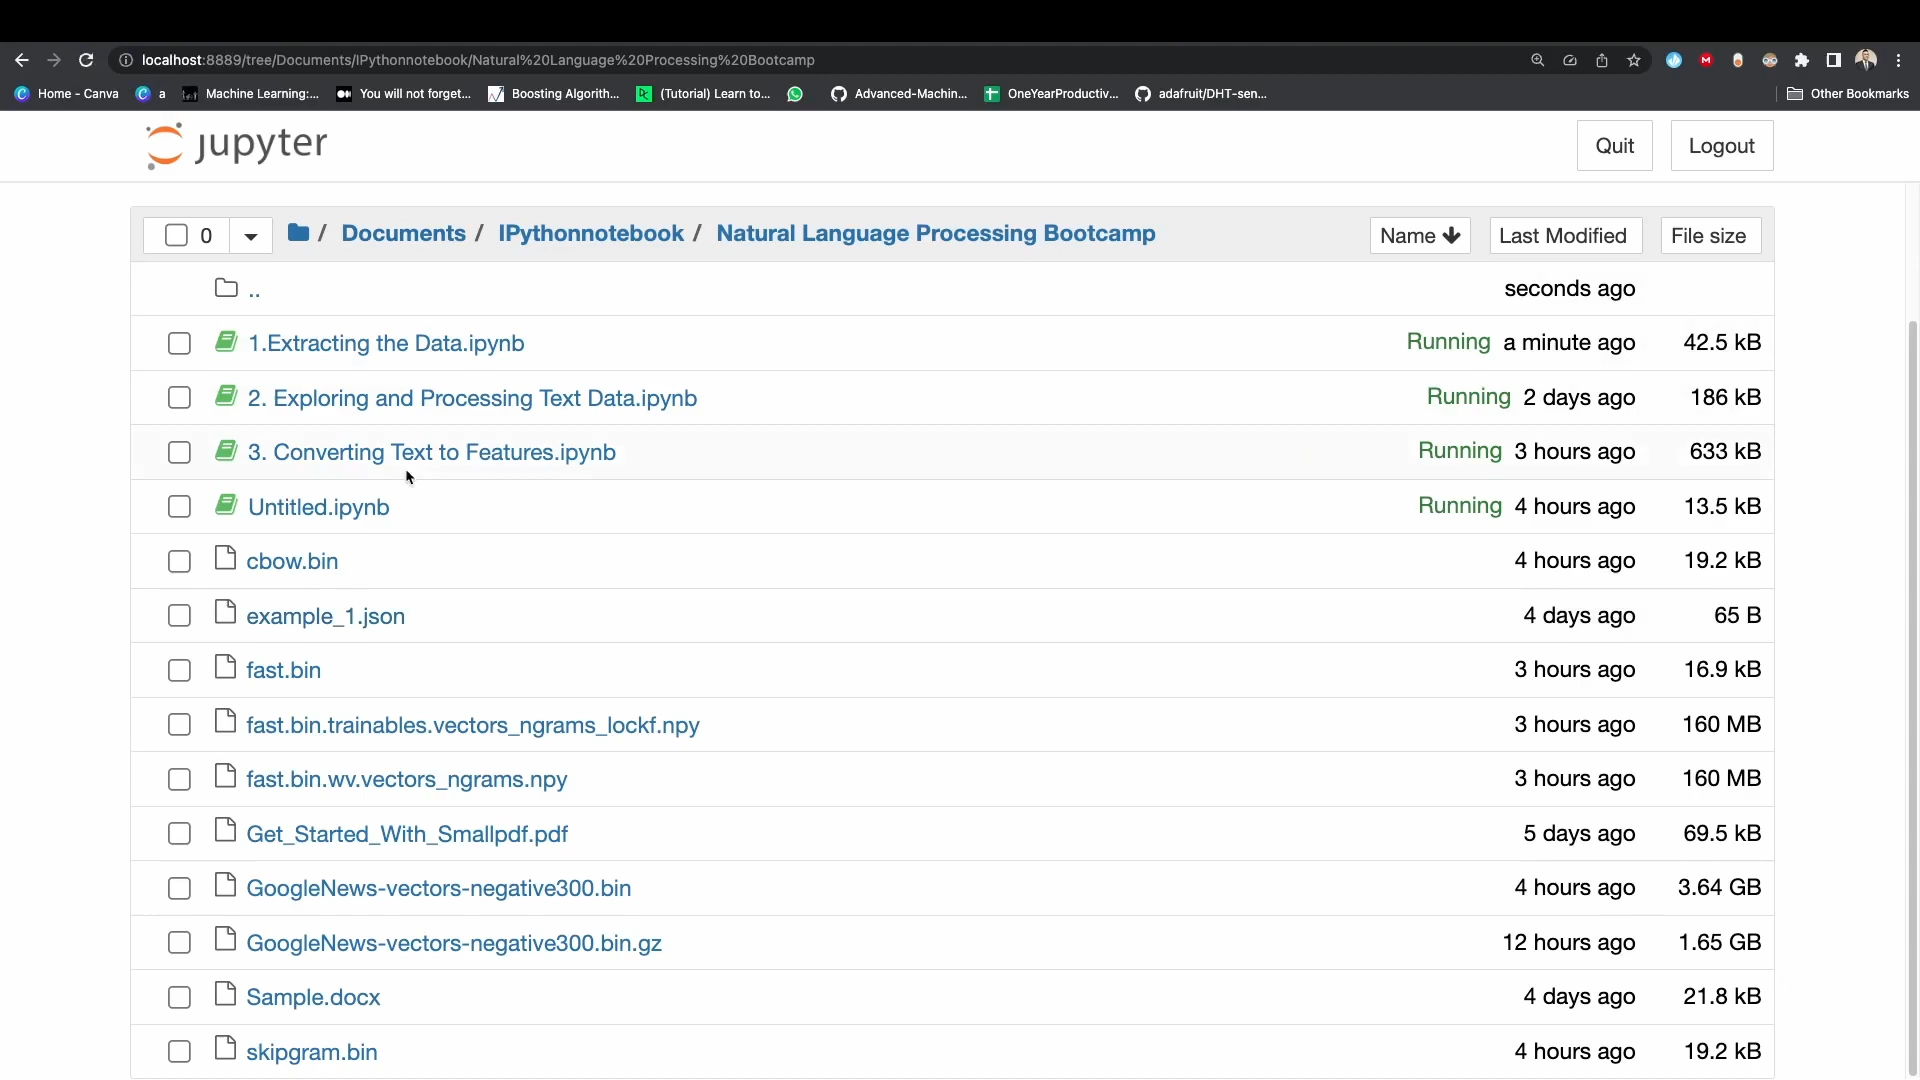 localhost:8889/tree/Documents/IPythonnotebook/Natural%20Language%20Processing%20Bootcamp
Home - Canva a Machine Learning:... You will not forget... Boosting Algorith... (Tutorial) Learn to... Advanced-Machin... OneYearProductiv... adafruit/DHT-sen... Other Bookmarks
jupyter Quit Logout
0 / Documents / IPythonnotebook / Natural Language Processing Bootcamp Name Last Modified File size
.. seconds ago
1.Extracting the Data.ipynb Running a minute ago 42.5 kB
2. Exploring and Processing Text Data.ipynb Running 2 days ago 186 kB
3. Converting Text to Features.ipynb Running 3 hours ago 633 kB
Untitled.ipynb Running 4 hours ago 13.5 kB
cbow.bin 4 hours ago 19.2 kB
example_1.json 4 days ago 65 B
fast.bin 3 hours ago 16.9 kB
fast.bin.trainables.vectors_ngrams_lockf.npy 3 hours ago 160 MB
fast.bin.wv.vectors_ngrams.npy 3 hours ago 160 MB
Get_Started_With_Smallpdf.pdf 5 days ago 69.5 kB
GoogleNews-vectors-negative300.bin 4 hours ago 3.64 GB
GoogleNews-vectors-negative300.bin.gz 12 hours ago 1.65 GB
Sample.docx 4 days ago 21.8 kB
skipgram.bin 4 hours ago 19.2 kB